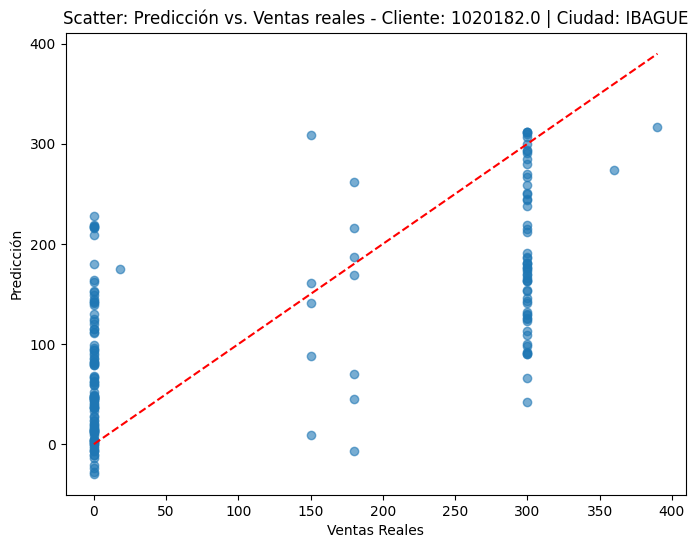 Scatter: Predicción vs. Ventas reales - Cliente: 1020182.0 | Ciudad: IBAGUE
400
300
200
100
0
Predicción
0 50 100 150 200 250 300 350 400
Ventas Reales